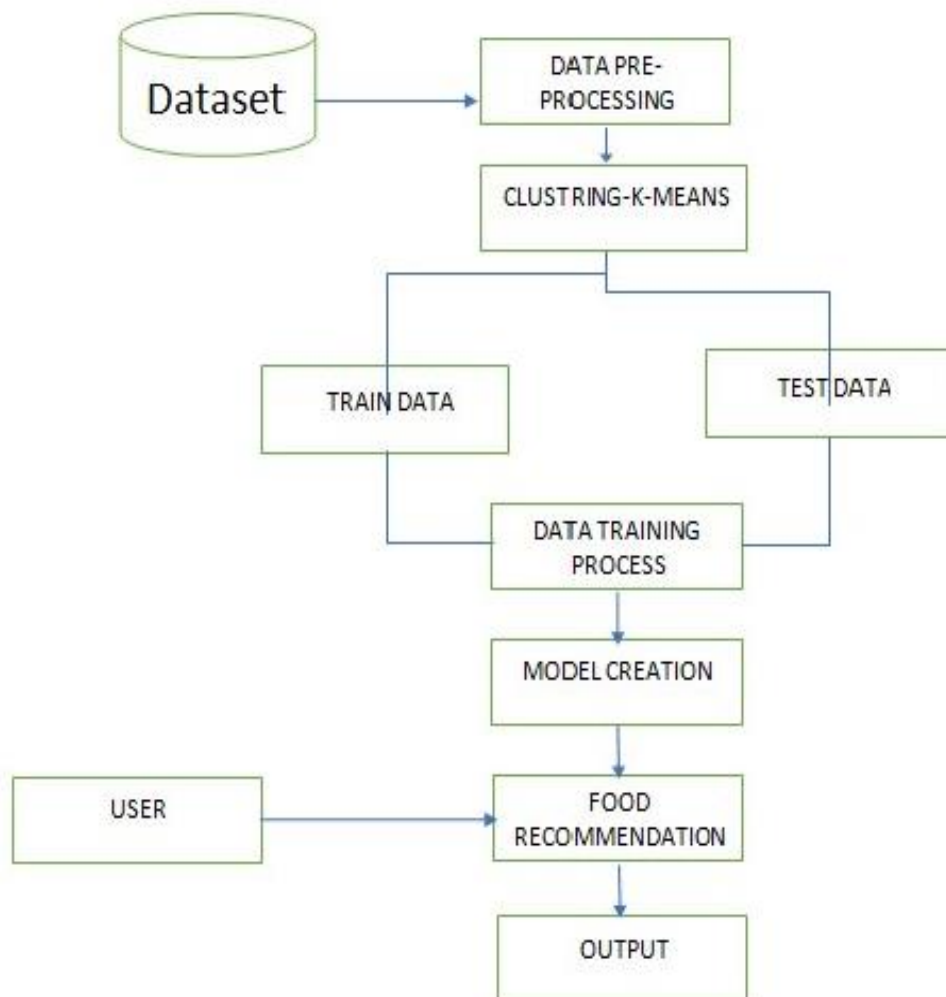 Dataset
DATA PRE-
PROCESSING
CLUSTRING-K-MEANS
TRAIN DATA
TEST DATA
DATA TRAINING
PROCESS
MODEL CREATION
USER
FOOD
RECOMMENDATION
OUTPUT